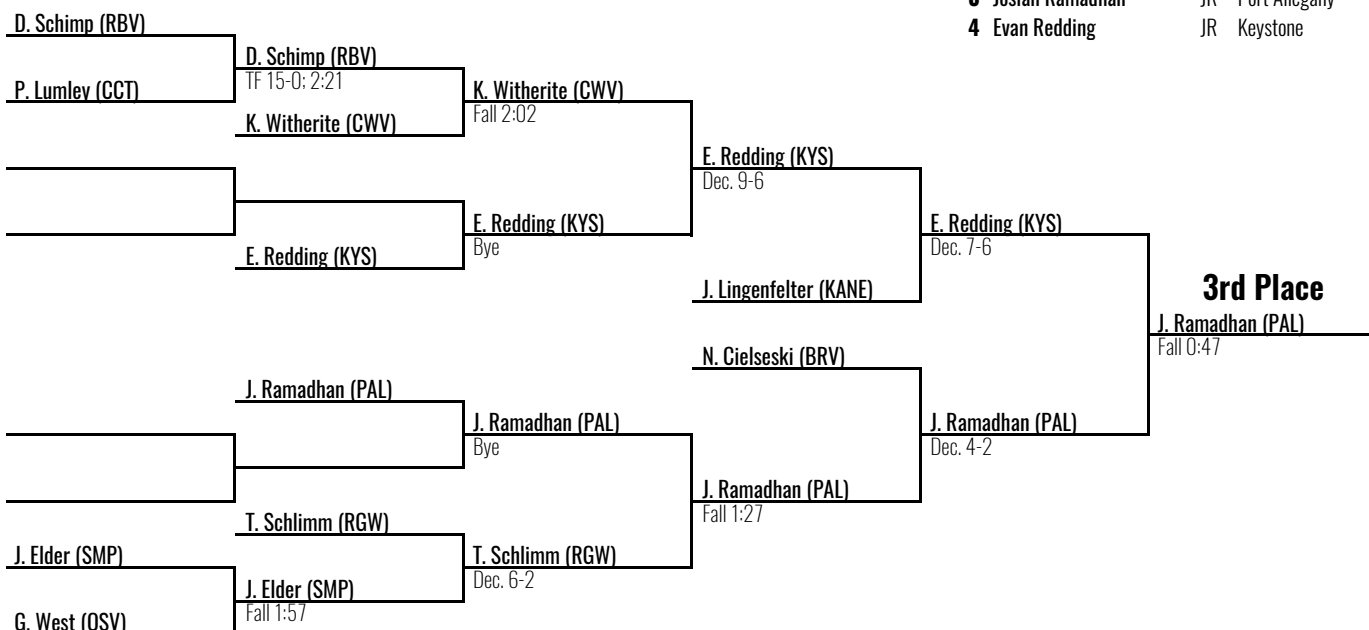 3 Josiah Ramadhan JR Port Allegany
D. Schimp (RBV)
4 Evan Redding JR Keystone
D. Schimp (RBV)
TF 15-0; 2:21
P. Lumley (CCT)
K. Witherite (CWV)
Fall 2:02
K. Witherite (CWV)
E. Redding (KYS)
Dec. 9-6
E. Redding (KYS)
Bye
E. Redding (KYS)
Dec. 7-6
E. Redding (KYS)
J. Lingenfelter (KANE)
3rd Place
J. Ramadhan (PAL)
Fall 0:47
N. Cielseski (BRV)
J. Ramadhan (PAL)
J. Ramadhan (PAL)
Bye
J. Ramadhan (PAL)
Dec. 4-2
J. Ramadhan (PAL)
Fall 1:27
T. Schlimm (RGW)
J. Elder (SMP)
T. Schlimm (RGW)
Dec. 6-2
J. Elder (SMP)
Fall 1:57
G. West (OSV)